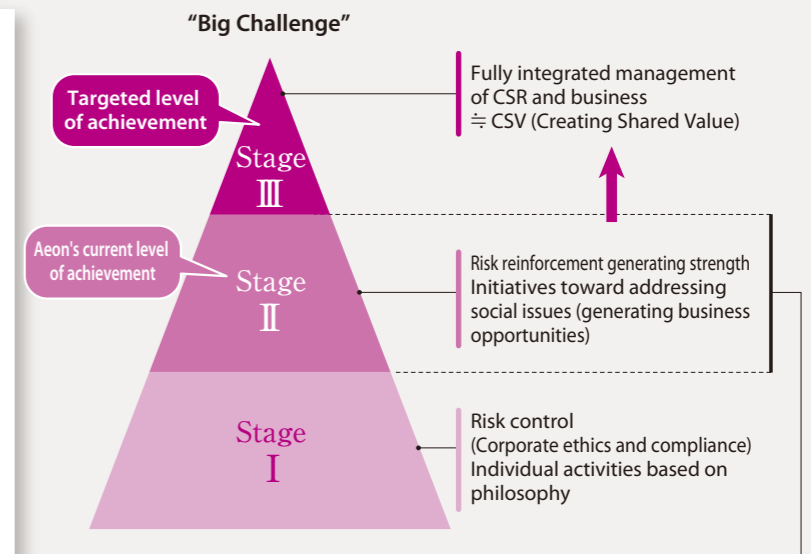 "Big Challenge"
Targeted level
of achievement
Stage
Ⅲ
Fully integrated management
of CSR and business
≒ CSV (Creating Shared Value)
Aeon's current level
of achievement
Stage
Ⅱ
Risk reinforcement generating strength
Initiatives toward addressing
social issues (generating business
opportunities)
Stage
Ⅰ
Risk control
(Corporate ethics and compliance)
Individual activities based on
philosophy